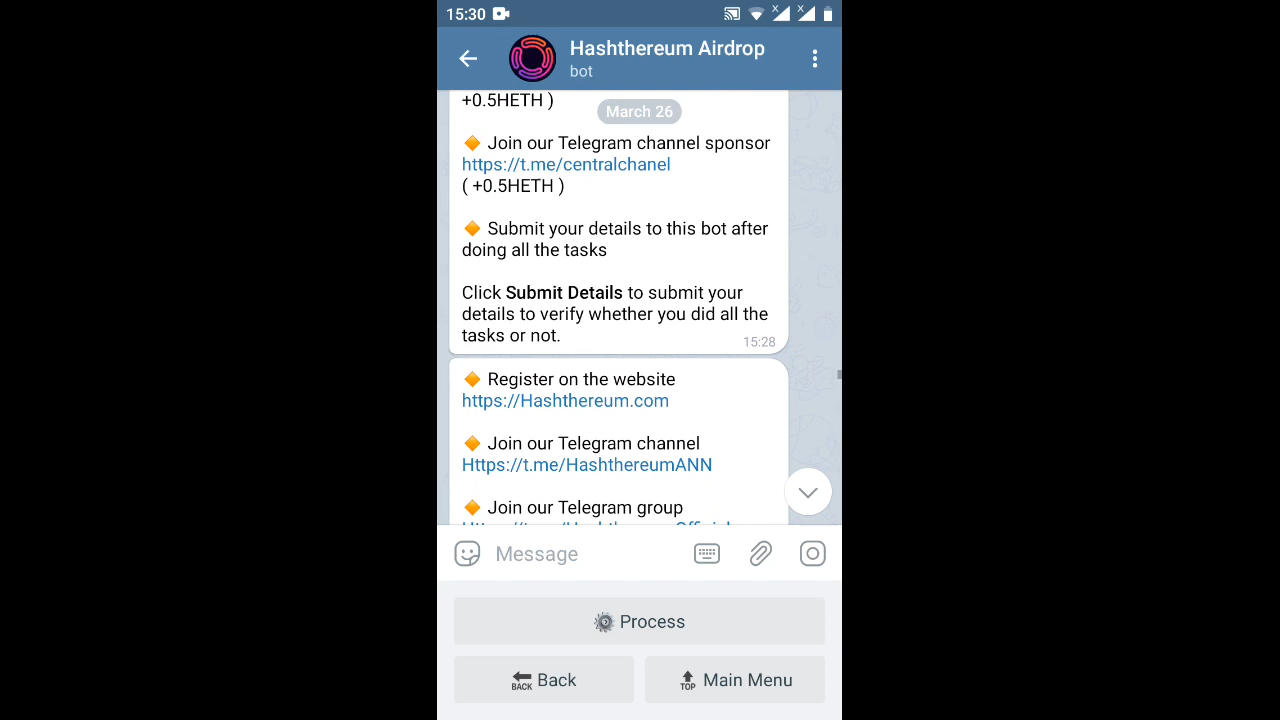 15:30
Hashthereum Airdrop
bot
+0.5HETH )
March 26
🔸 Join our Telegram channel sponsor
https://t.me/centralchanel
( +0.5HETH )
🔸 Submit your details to this bot after
doing all the tasks
Click Submit Details to submit your
details to verify whether you did all the
tasks or not.
15:28
🔸 Register on the website
https://Hashthereum.com
🔸 Join our Telegram channel
Https://t.me/HashthereumANN
🔸 Join our Telegram group
Message
Process
BACK Back
TOP Main Menu